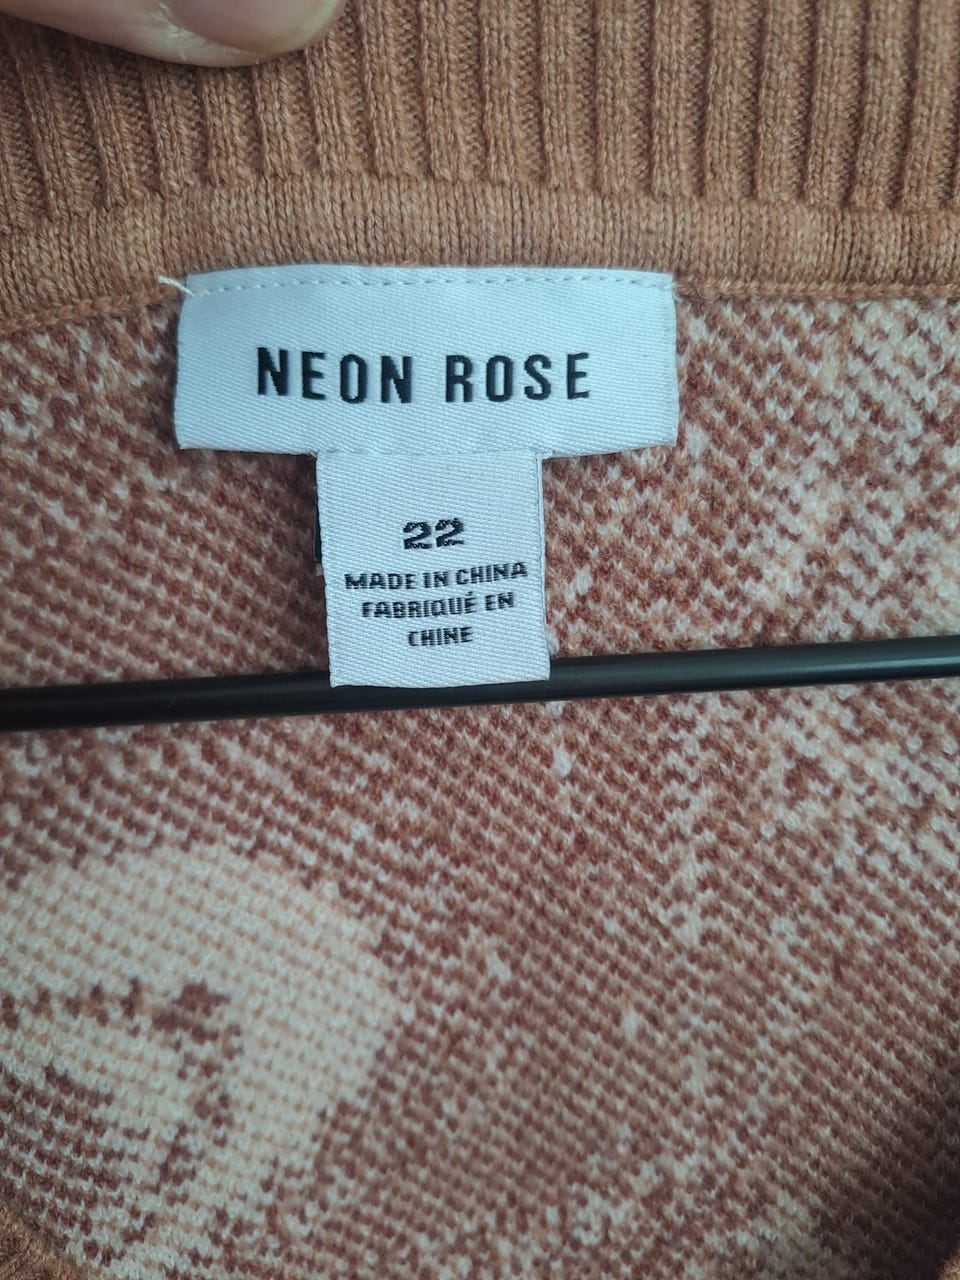 NEON ROSE
22
MADE IN CHINA
FABRIQUÉ EN
CHINE